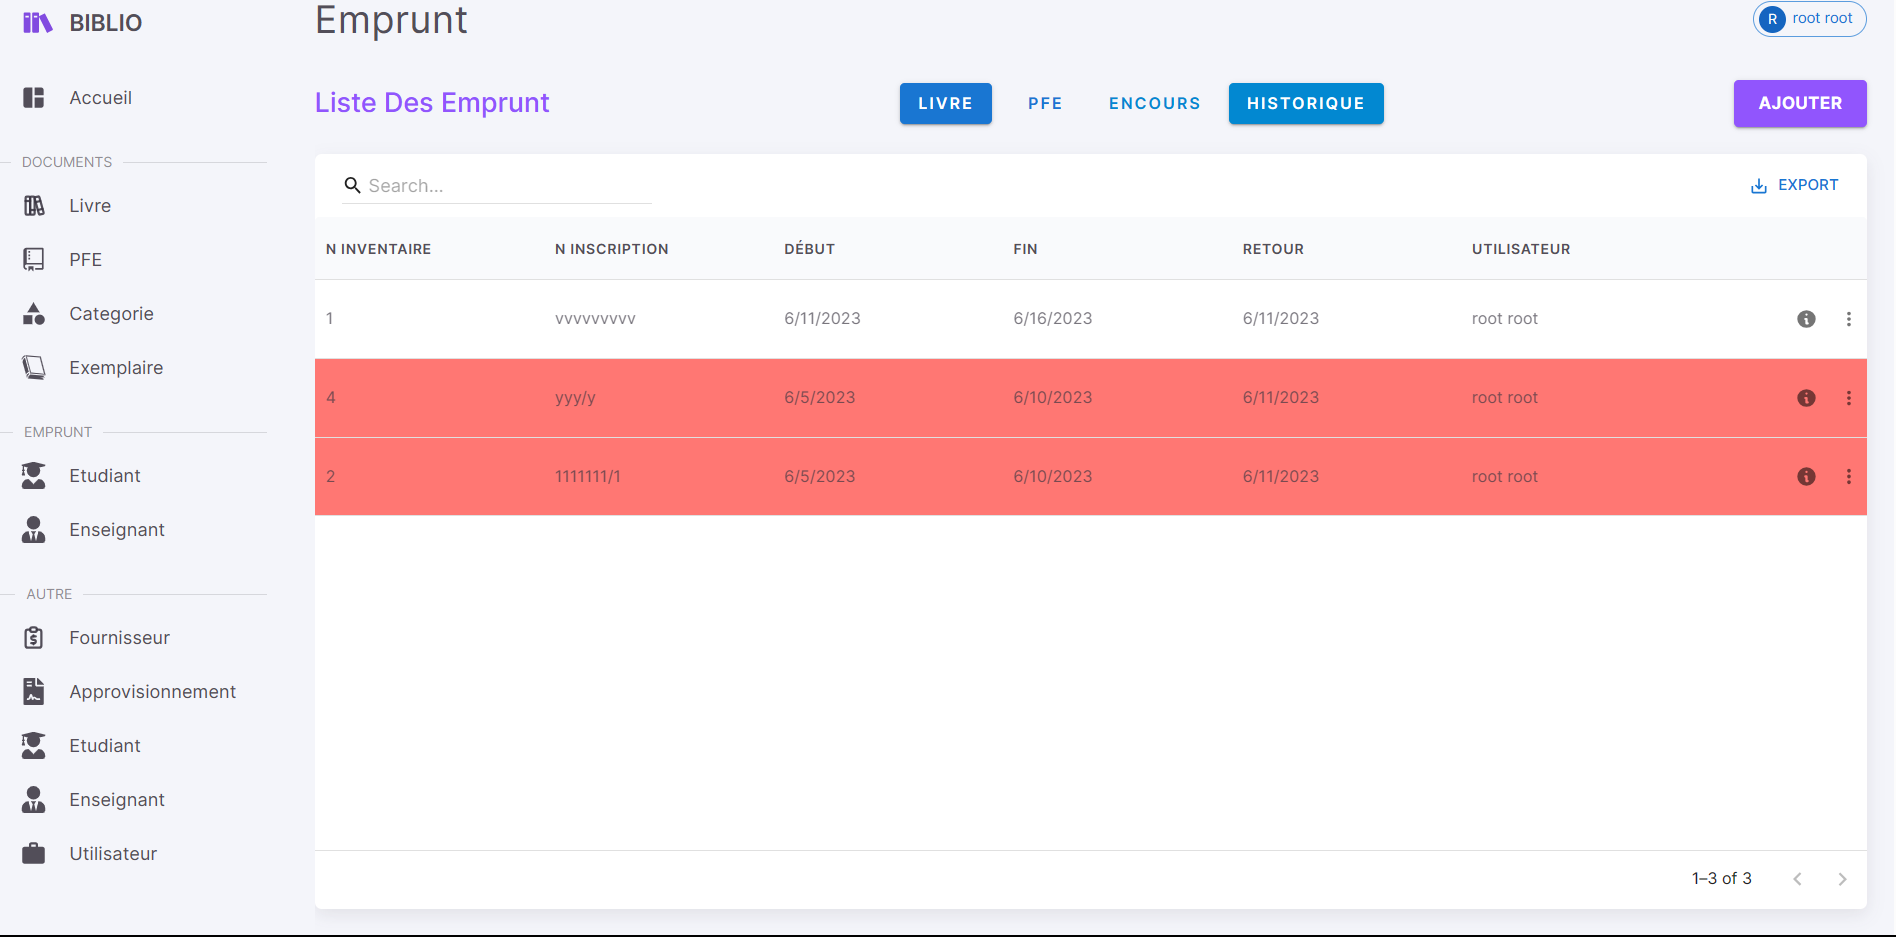 BIBLIO
Accueil
DOCUMENTS
Livre
PFE
Categorie
Exemplaire
EMPRUNT
Etudiant
Enseignant
AUTRE
Fournisseur
Approvisionnement
Etudiant
Enseignant
Utilisateur
Emprunt
R root root
Liste Des Emprunt
LIVRE PFE ENCOURS HISTORIQUE
AJOUTER
Search...
EXPORT
N INVENTAIRE N INSCRIPTION DÉBUT FIN RETOUR UTILISATEUR
1 vvvvvvvvv 6/11/2023 6/16/2023 6/11/2023 root root
4 yyy/y 6/5/2023 6/10/2023 6/11/2023 root root
2 1111111/1 6/5/2023 6/10/2023 6/11/2023 root root
1–3 of 3